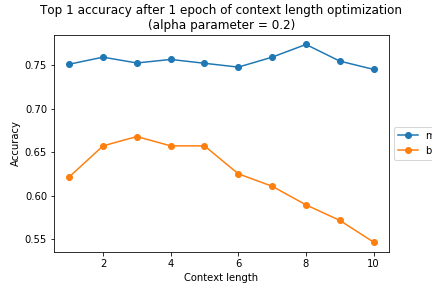 Top 1 accuracy after 1 epoch of context length optimization
(alpha parameter = 0.2)
0.75
0.70
0.65
0.60
0.55
Accuracy
2 4 6 8 10
Context length